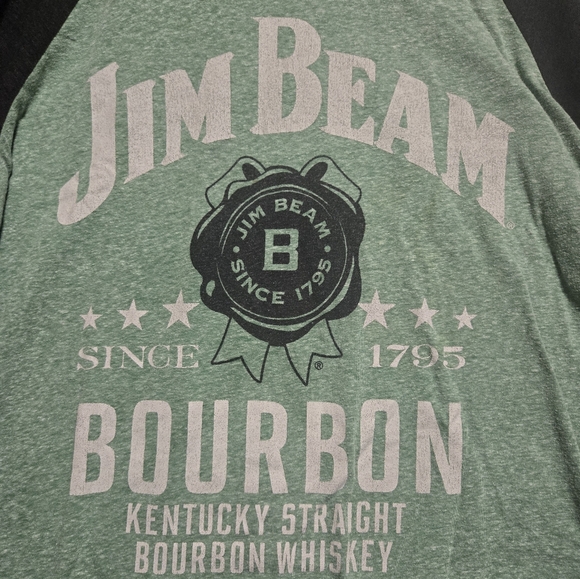 JIM BEAM
JIM BEAM
B
SINCE 1795
SINCE 1795
®
BOURBON
KENTUCKY STRAIGHT
BOURBON WHISKEY